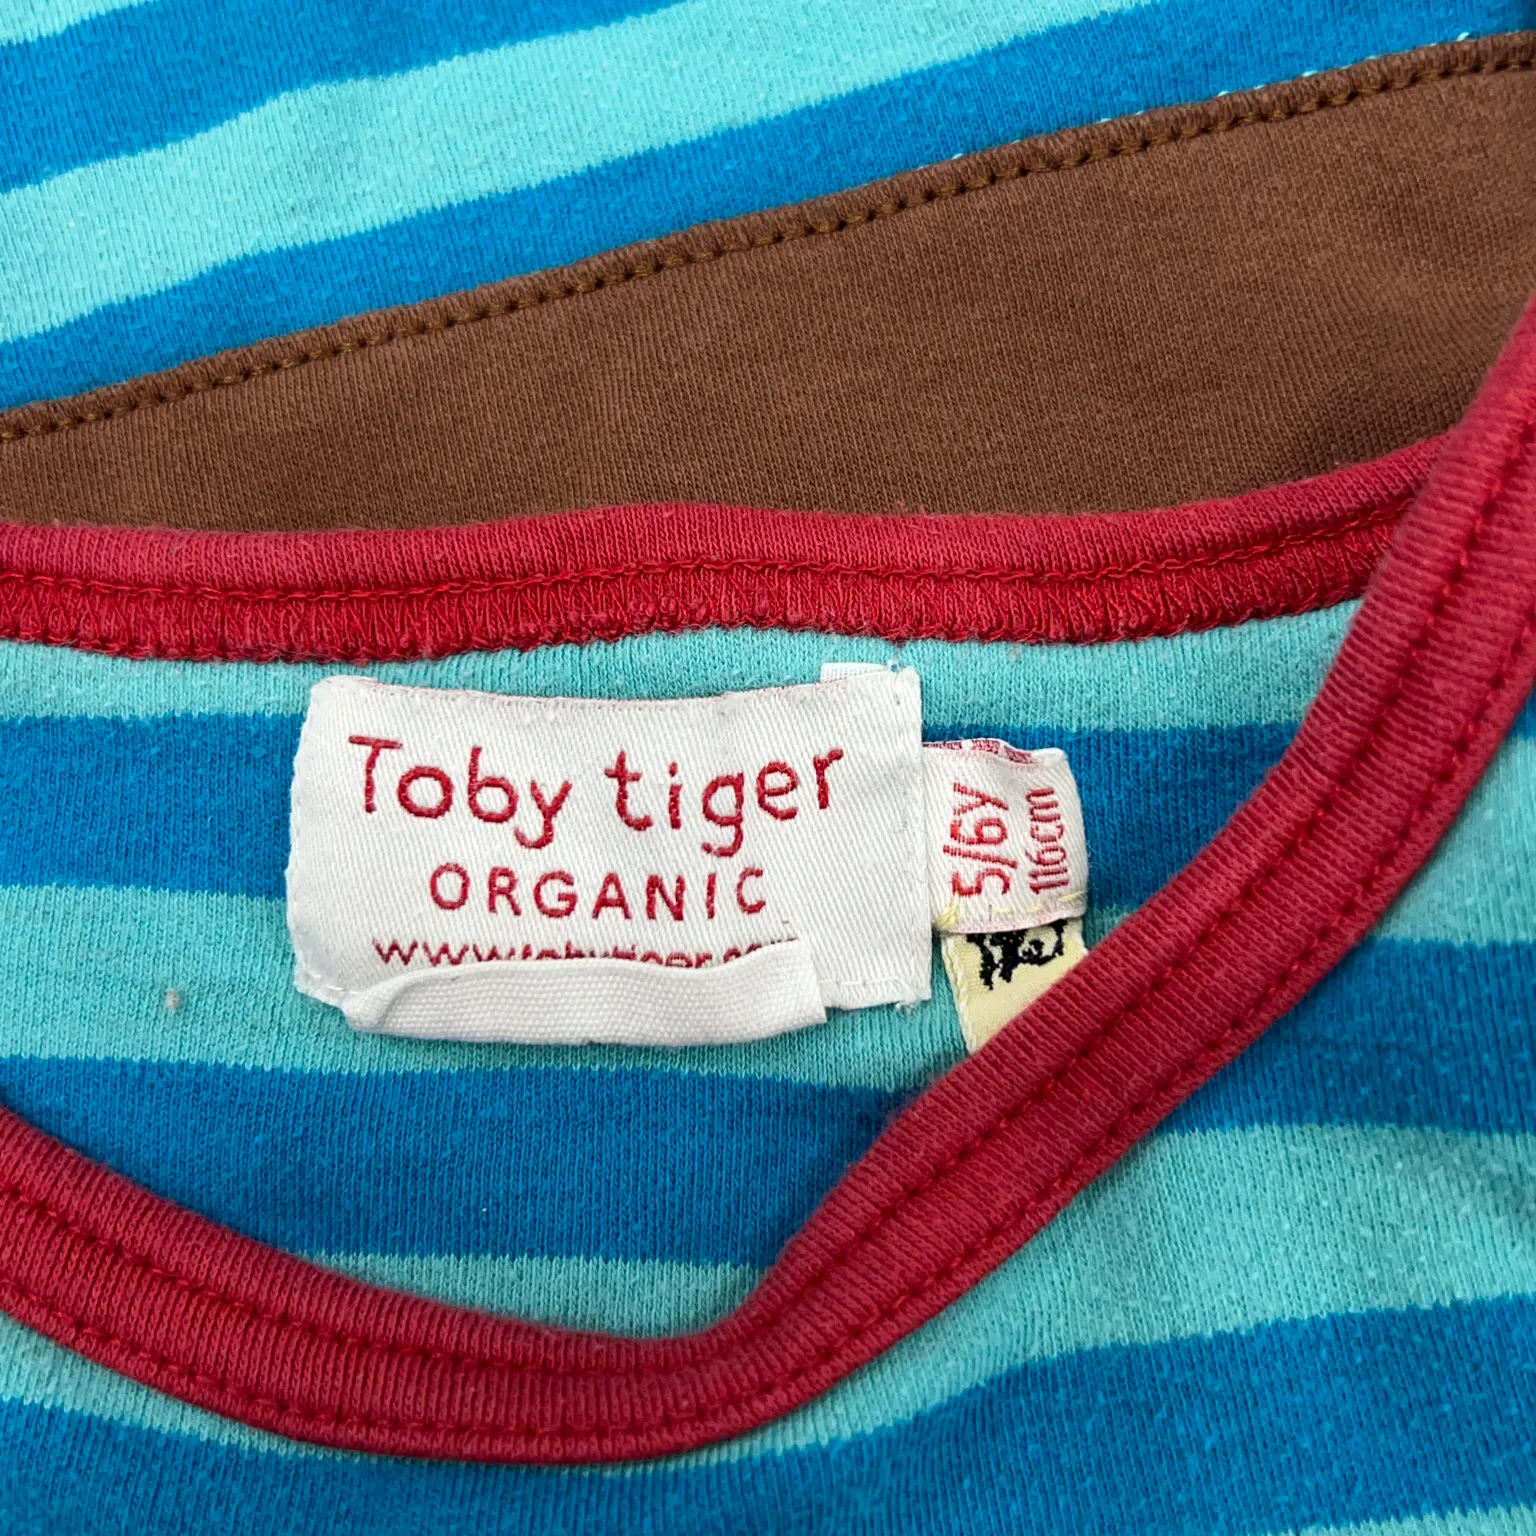 Toby tiger
ORGANIC
5/6Y
116cm